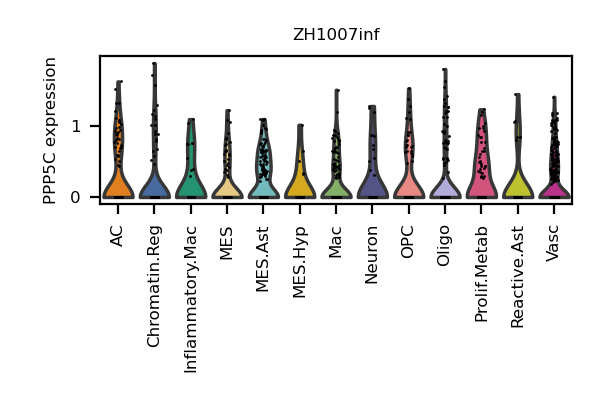 ZH1007inf
PPP5C expression
1
0
AC
Chromatin.Reg
Inflammatory.Mac
MES
MES.Ast
MES.Hyp
Mac
Neuron
OPC
Oligo
Prolif.Metab
Reactive.Ast
Vasc